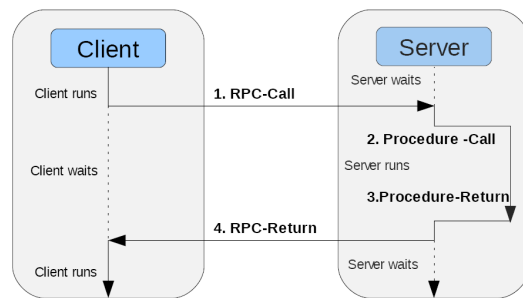 Client
Server
Server waits
Client runs
1. RPC-Call
2. Procedure -Call
Client waits
Server runs
3.Procedure-Return
4. RPC-Return
Client runs
Server waits